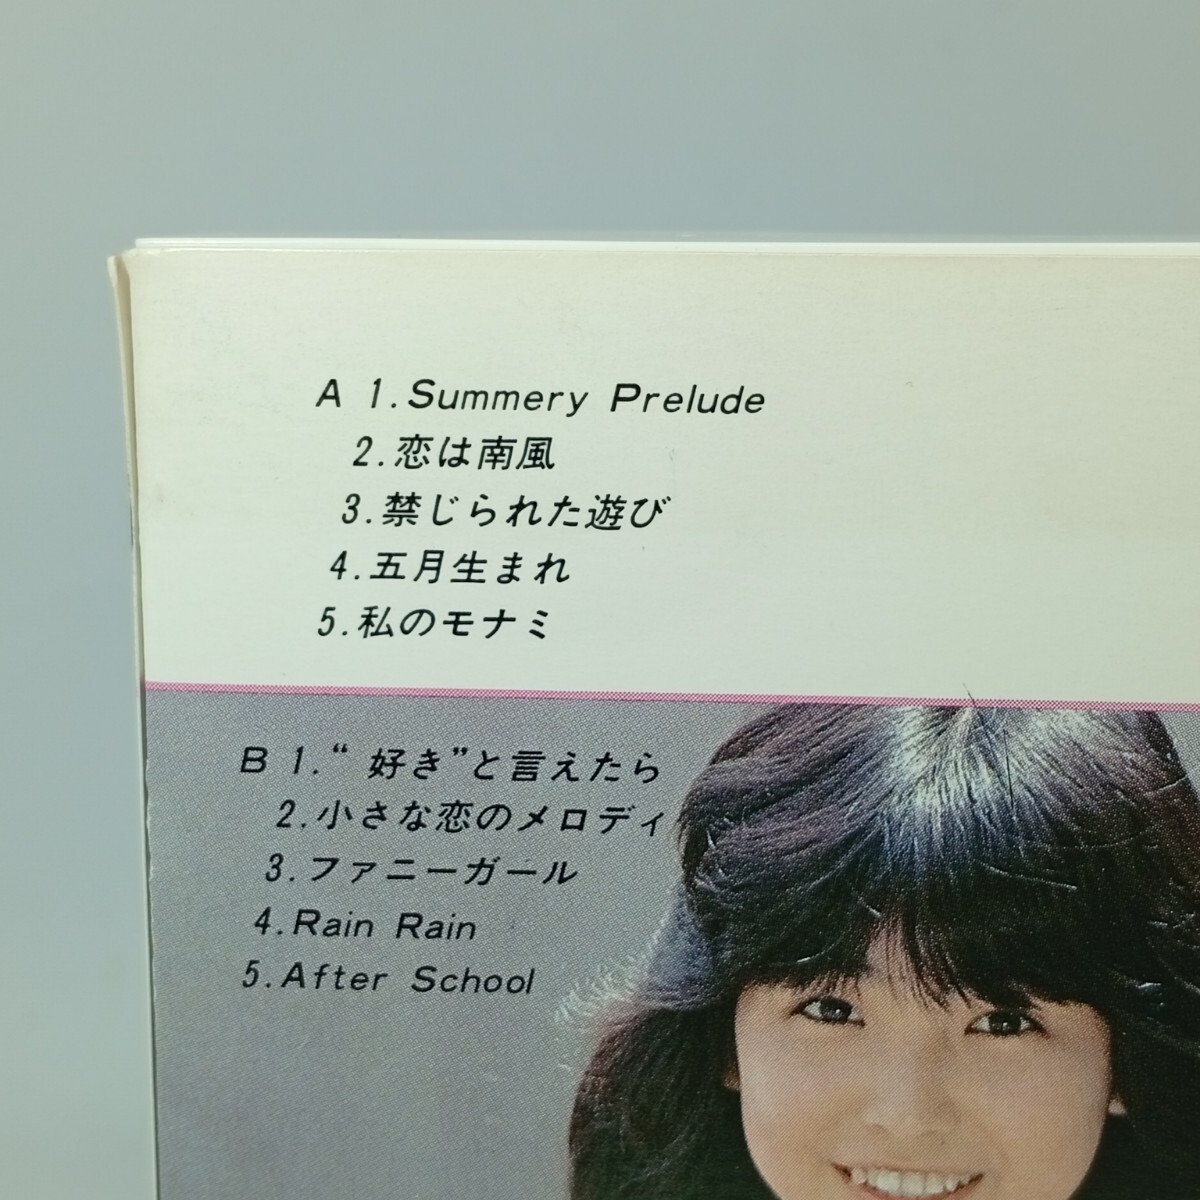 A 1.Summery Prelude
2.恋は南風
3.禁じられた遊び
4.五月生まれ
5.私のモナミ
B 1.“好き”と言えたら
2.小さな恋のメロディ
3.ファニーガール
4.Rain Rain
5.After School